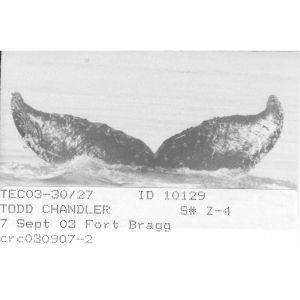 TEC03-30/27 ID 10129
TODD CHANDLER S# Z-4
7 Sept 03 Fort Bragg
crc030907-2